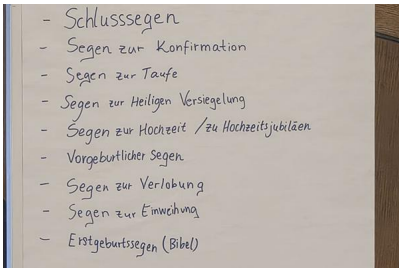 - Schlusssegen
- Segen zur Konfirmation
- Segen zur Taufe
- Segen zur Heiligen Versiegelung
- Segen zur Hochzeit / zu Hochzeitsjubiläen
- Vorgeburtlicher Segen
- Segen zur Verlobung
- Segen zur Einweihung
- Erstgeburtssegen (Bibel)